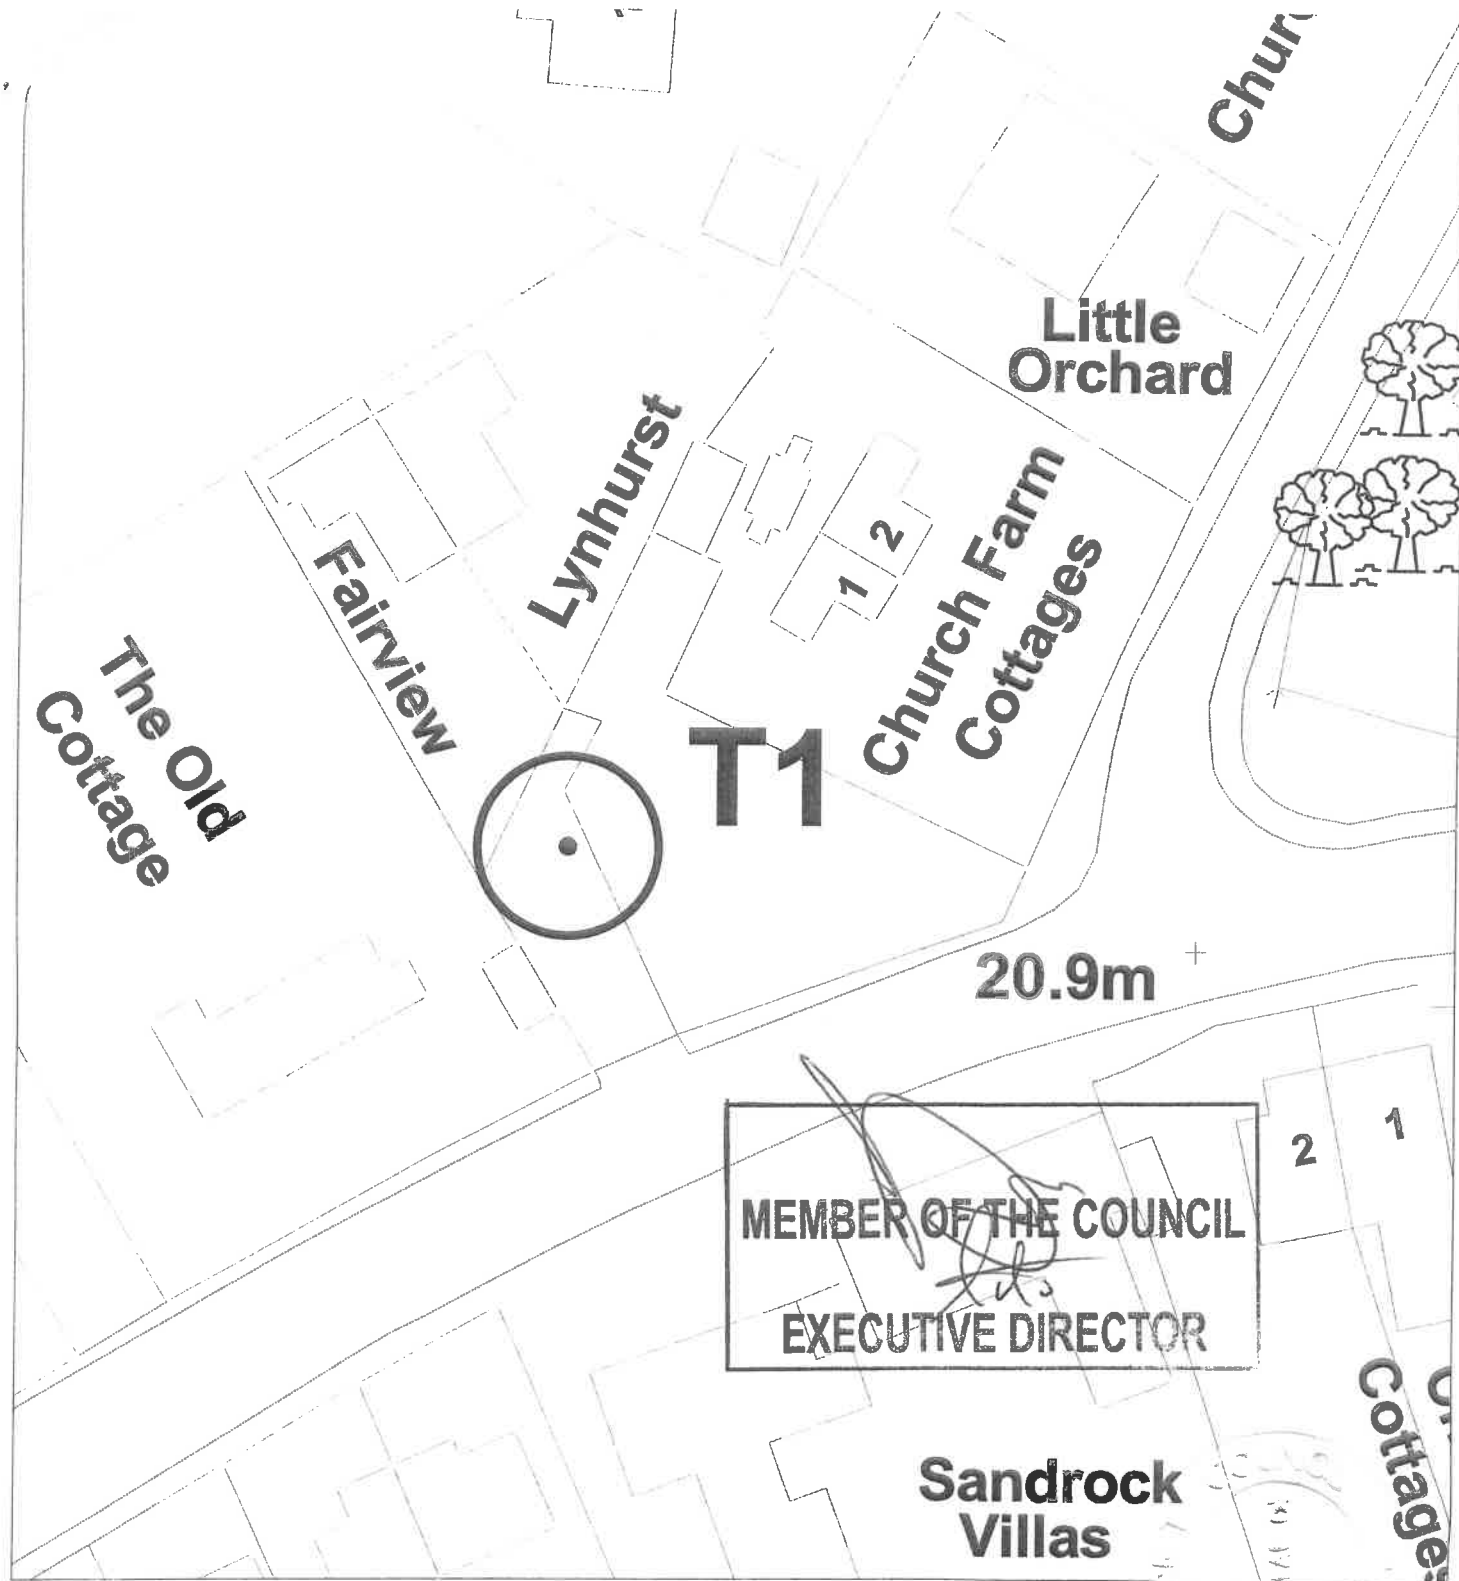 Little
Orchard
Lynhurst
Fairview
The Old
Cottage
2
1
Church Farm
Cottages
T1
20.9m
2
1
MEMBER OF THE COUNCIL
EXECUTIVE DIRECTOR
Cottages
Sandrock
Villas